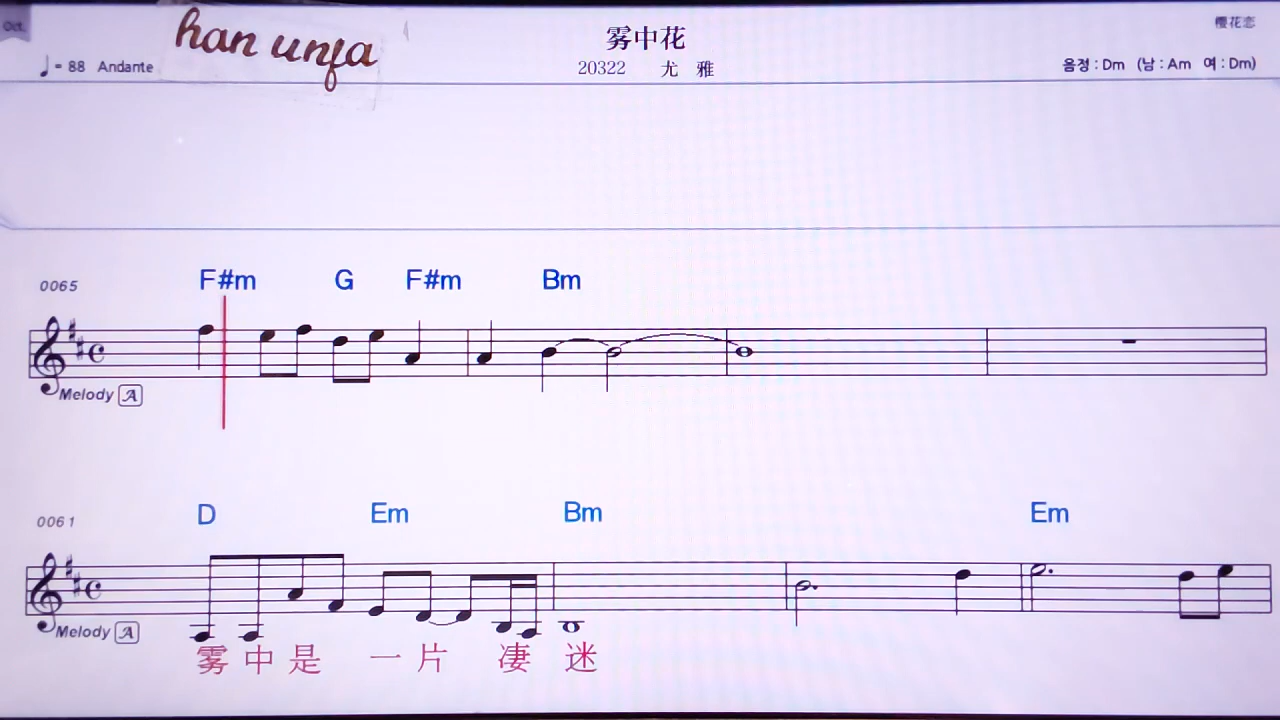 Oct.
han unfa
雾中花
樱花恋
♩= 88 Andante
20322 尤 雅
음정 : Dm (남 : Am 여 : Dm)
0065
F#m G F#m Bm
Melody A
0061
D Em Bm Em
Melody A
雾 中 是 一 片 凄 迷